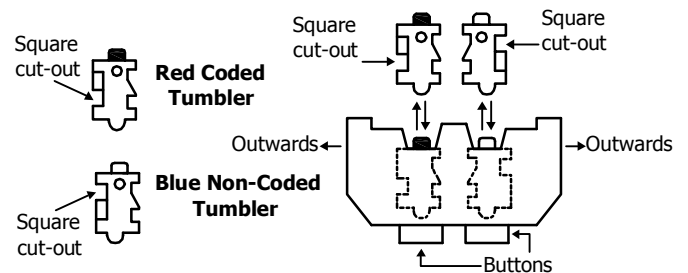 Square
cut-out
Red Coded
Tumbler
Square
cut-out
Blue Non-Coded
Tumbler
Square
cut-out
Square
cut-out
Outwards
Outwards
Buttons